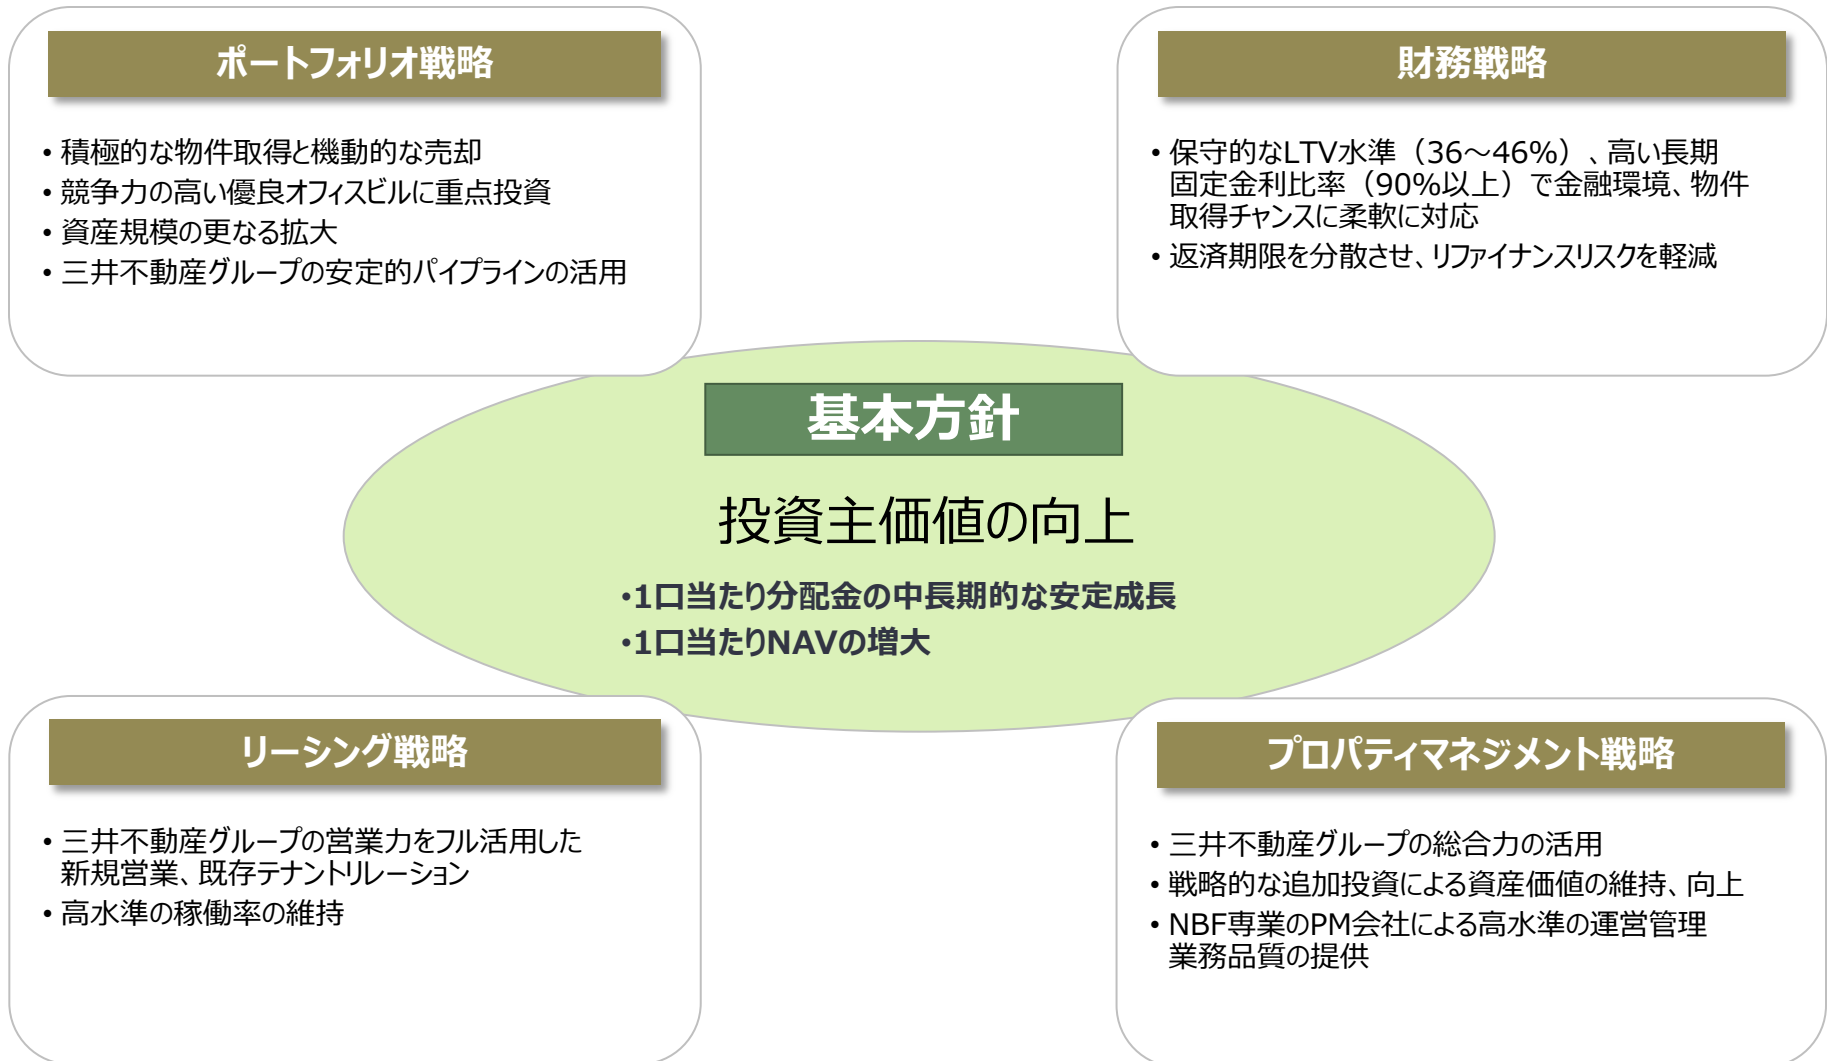 ポートフォリオ戦略
• 積極的な物件取得と機動的な売却
• 競争力の高い優良オフィスビルに重点投資
• 資産規模の更なる拡大
• 三井不動産グループの安定的パイプラインの活用
財務戦略
• 保守的なLTV水準（36～46%）、高い長期
固定金利比率（90%以上）で金融環境、物件
取得チャンスに柔軟に対応
• 返済期限を分散させ、リファイナンスリスクを軽減
基本方針
投資主価値の向上
•1口当たり分配金の中長期的な安定成長
•1口当たりNAVの増大
リーシング戦略
• 三井不動産グループの営業力をフル活用した
新規営業、既存テナントリレーション
• 高水準の稼働率の維持
プロパティマネジメント戦略
• 三井不動産グループの総合力の活用
• 戦略的な追加投資による資産価値の維持、向上
• NBF専業のPM会社による高水準の運営管理
業務品質の提供